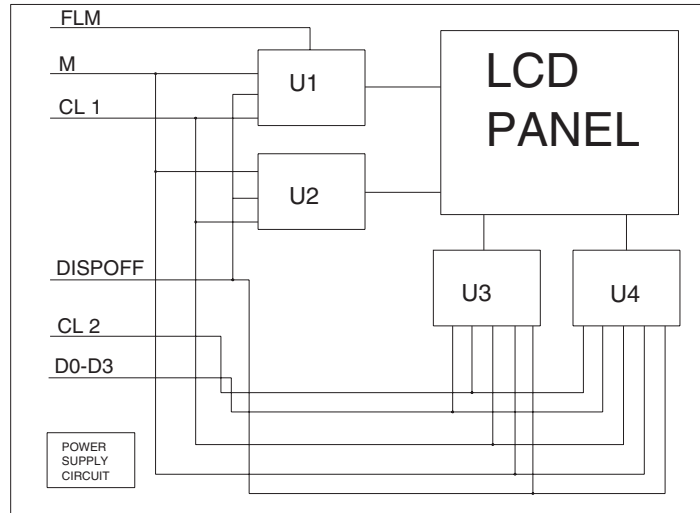 FLM
M
CL 1
U1
LCD
PANEL
U2
DISPOFF
U3
U4
CL 2
D0-D3
POWER
SUPPLY
CIRCUIT